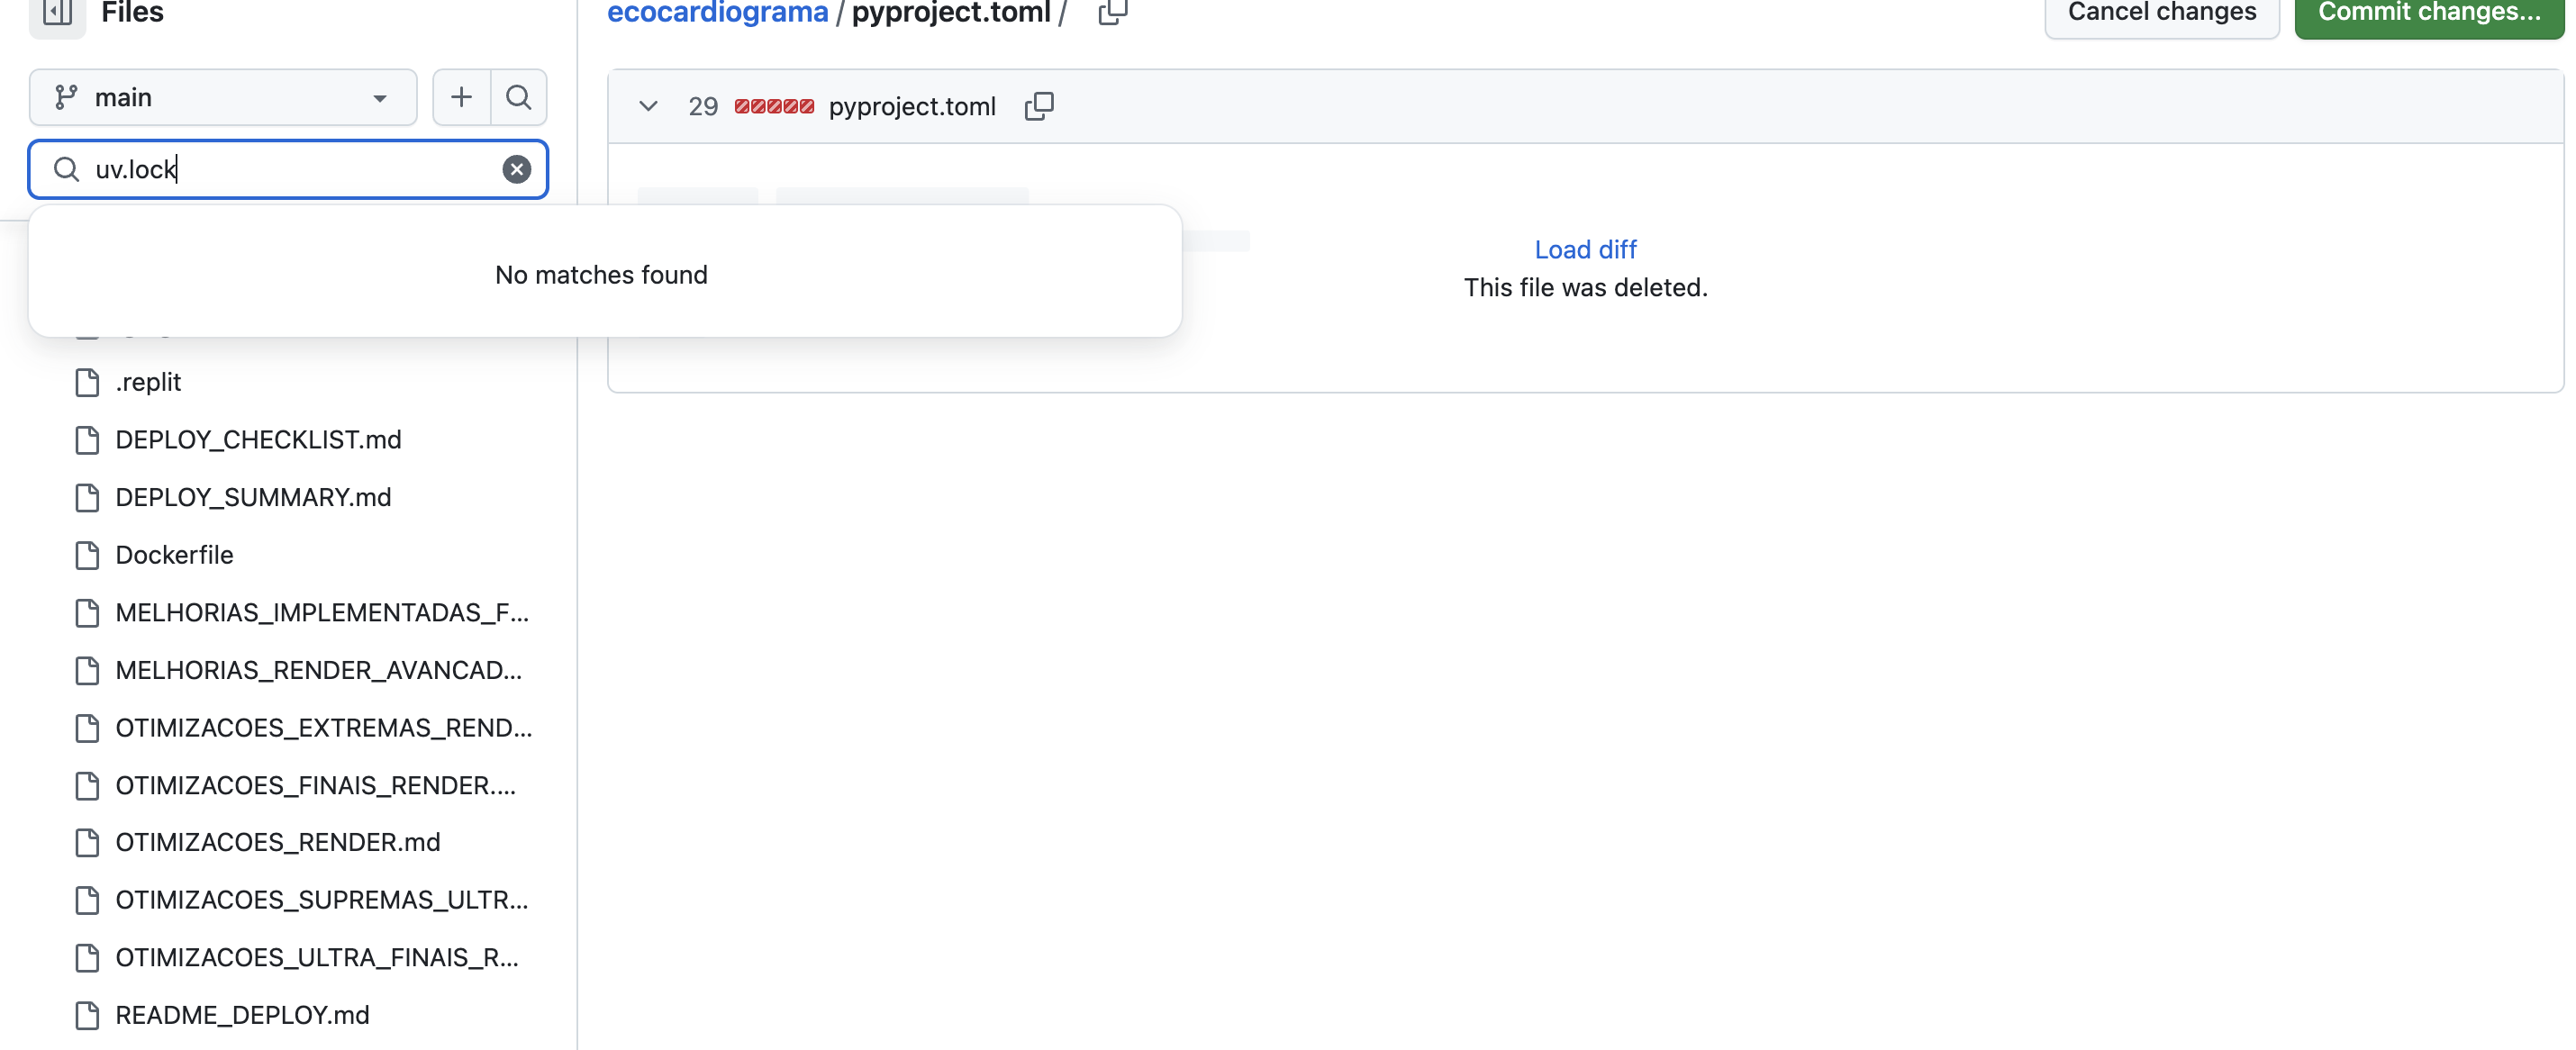 Files
ecocardiograma / pyproject.toml /
Cancel changes
Commit changes...
main
29 pyproject.toml
uv.lock
No matches found
Load diff
This file was deleted.
.replit
DEPLOY_CHECKLIST.md
DEPLOY_SUMMARY.md
Dockerfile
MELHORIAS_IMPLEMENTADAS_F...
MELHORIAS_RENDER_AVANCAD...
OTIMIZACOES_EXTREMAS_REND...
OTIMIZACOES_FINAIS_RENDER....
OTIMIZACOES_RENDER.md
OTIMIZACOES_SUPREMAS_ULTR...
OTIMIZACOES_ULTRA_FINAIS_R...
README_DEPLOY.md